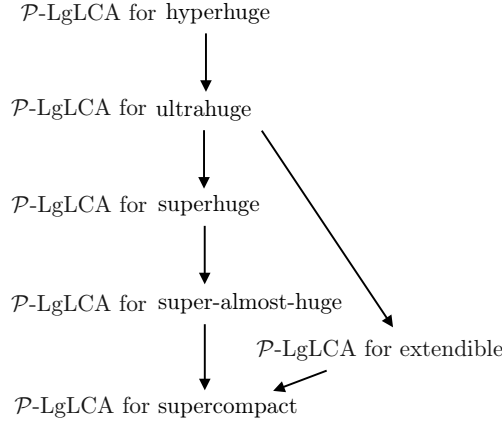 𝒫-LgLCA for hyperhuge
𝒫-LgLCA for ultrahuge
𝒫-LgLCA for superhuge
𝒫-LgLCA for super-almost-huge
𝒫-LgLCA for extendible
𝒫-LgLCA for supercompact